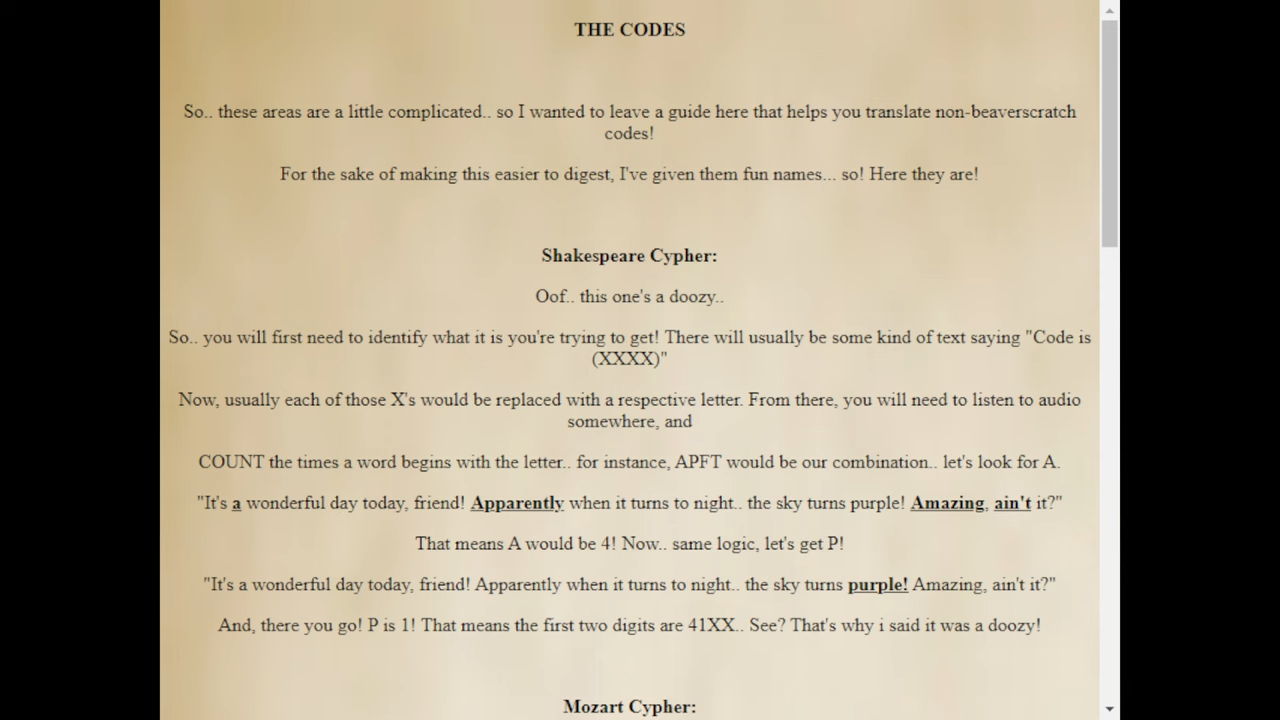 THE CODES
So.. these areas are a little complicated.. so I wanted to leave a guide here that helps you translate non-beaverscratch
codes!
For the sake of making this easier to digest, I've given them fun names... so! Here they are!
Shakespeare Cypher:
Oof.. this one's a doozy..
So.. you will first need to identify what it is you're trying to get! There will usually be some kind of text saying "Code is
(XXXX)"
Now, usually each of those X's would be replaced with a respective letter. From there, you will need to listen to audio
somewhere, and
COUNT the times a word begins with the letter.. for instance, APFT would be our combination.. let's look for A.
"It's a wonderful day today, friend! Apparently when it turns to night.. the sky turns purple! Amazing, ain't it?"
That means A would be 4! Now.. same logic, let's get P!
"It's a wonderful day today, friend! Apparently when it turns to night.. the sky turns purple! Amazing, ain't it?"
And, there you go! P is 1! That means the first two digits are 41XX.. See? That's why i said it was a doozy!
Mozart Cypher: